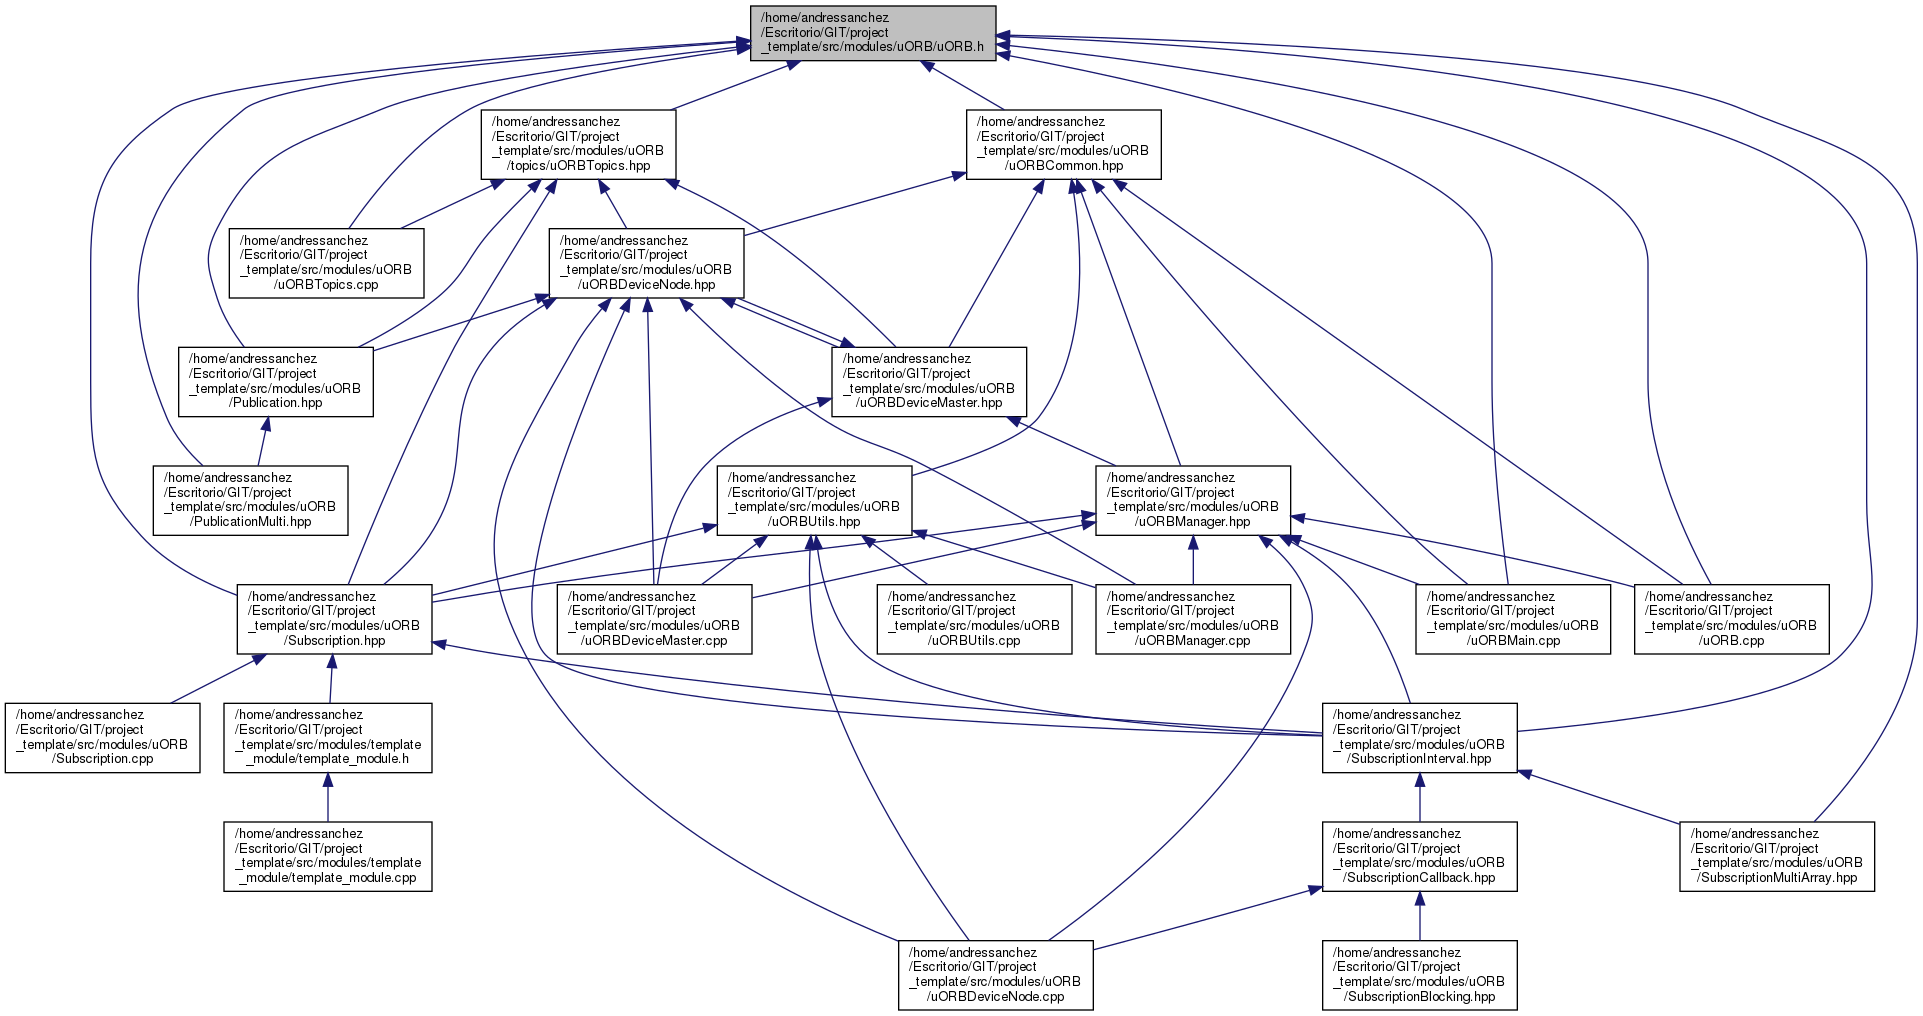 /home/andressanchez
/Escritorio/GIT/project
_template/src/modules/uORB/uORB.h
/home/andressanchez
/Escritorio/GIT/project
_template/src/modules/uORB
/topics/uORBTopics.hpp
/home/andressanchez
/Escritorio/GIT/project
_template/src/modules/uORB
/uORBCommon.hpp
/home/andressanchez
/Escritorio/GIT/project
_template/src/modules/uORB
/uORBTopics.cpp
/home/andressanchez
/Escritorio/GIT/project
_template/src/modules/uORB
/uORBDeviceNode.hpp
/home/andressanchez
/Escritorio/GIT/project
_template/src/modules/uORB
/Publication.hpp
/home/andressanchez
/Escritorio/GIT/project
_template/src/modules/uORB
/uORBDeviceMaster.hpp
/home/andressanchez
/Escritorio/GIT/project
_template/src/modules/uORB
/PublicationMulti.hpp
/home/andressanchez
/Escritorio/GIT/project
_template/src/modules/uORB
/uORBUtils.hpp
/home/andressanchez
/Escritorio/GIT/project
_template/src/modules/uORB
/uORBManager.hpp
/home/andressanchez
/Escritorio/GIT/project
_template/src/modules/uORB
/Subscription.hpp
/home/andressanchez
/Escritorio/GIT/project
_template/src/modules/uORB
/uORBDeviceMaster.cpp
/home/andressanchez
/Escritorio/GIT/project
_template/src/modules/uORB
/uORBUtils.cpp
/home/andressanchez
/Escritorio/GIT/project
_template/src/modules/uORB
/uORBManager.cpp
/home/andressanchez
/Escritorio/GIT/project
_template/src/modules/uORB
/uORBMain.cpp
/home/andressanchez
/Escritorio/GIT/project
_template/src/modules/uORB
/uORB.cpp
/home/andressanchez
/Escritorio/GIT/project
_template/src/modules/uORB
/Subscription.cpp
/home/andressanchez
/Escritorio/GIT/project
_template/src/modules/template
_module/template_module.h
/home/andressanchez
/Escritorio/GIT/project
_template/src/modules/uORB
/SubscriptionInterval.hpp
/home/andressanchez
/Escritorio/GIT/project
_template/src/modules/template
_module/template_module.cpp
/home/andressanchez
/Escritorio/GIT/project
_template/src/modules/uORB
/SubscriptionCallback.hpp
/home/andressanchez
/Escritorio/GIT/project
_template/src/modules/uORB
/SubscriptionMultiArray.hpp
/home/andressanchez
/Escritorio/GIT/project
_template/src/modules/uORB
/uORBDeviceNode.cpp
/home/andressanchez
/Escritorio/GIT/project
_template/src/modules/uORB
/SubscriptionBlocking.hpp